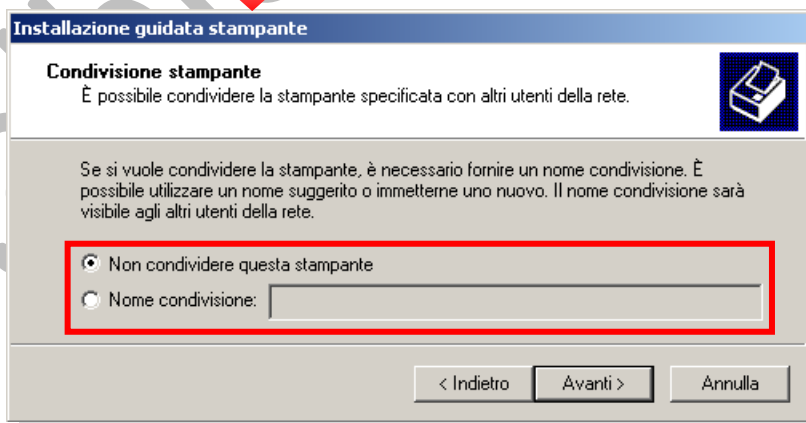 Installazione guidata stampante
Condivisione stampante
È possibile condividere la stampante specificata con altri utenti della rete.
Se si vuole condividere la stampante, è necessario fornire un nome condivisione. È
possibile utilizzare un nome suggerito o immetterne uno nuovo. Il nome condivisione sarà
visibile agli altri utenti della rete.
Non condividere questa stampante
Nome condivisione:
< Indietro
Avanti >
Annulla